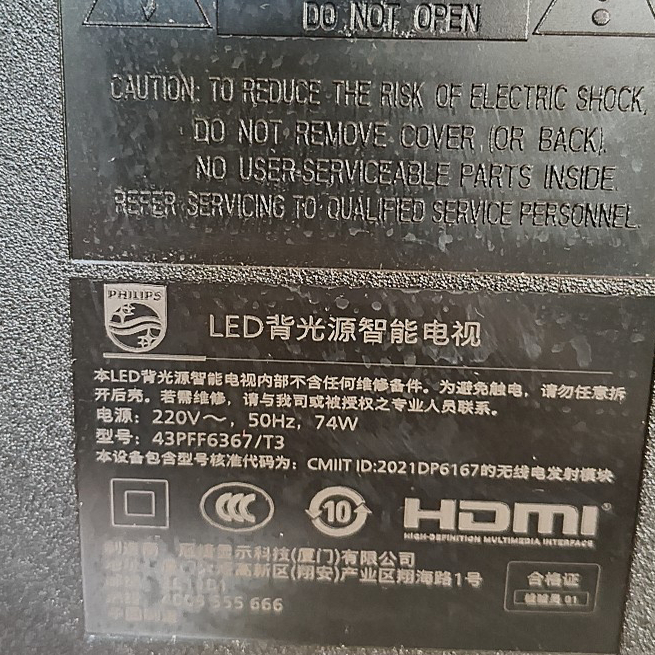 DO NOT OPEN
CAUTION: TO REDUCE THE RISK OF ELECTRIC SHOCK,
DO NOT REMOVE COVER (OR BACK).
NO USER-SERVICEABLE PARTS INSIDE.
REFER SERVICING TO QUALIFIED SERVICE PERSONNEL.
PHILIPS
LED背光源智能电视
本LED背光源智能电视内部不含任何维修备件。为避免触电，请勿任意拆
开后壳。若需维修，请与我司或被授权之专业人员联系。
电源：220V～，50Hz，74W
型号：43PFF6367/T3
本设备包含型号核准代码为：CMIIT ID:2021DP6167的无线电发射模块
CCC
10
HDMI
HIGH-DEFINITION MULTIMEDIA INTERFACE
制造商 显示科技(厦门)有限公司
高新区(翔安)产业区翔海路1号
555 666
合格证
01